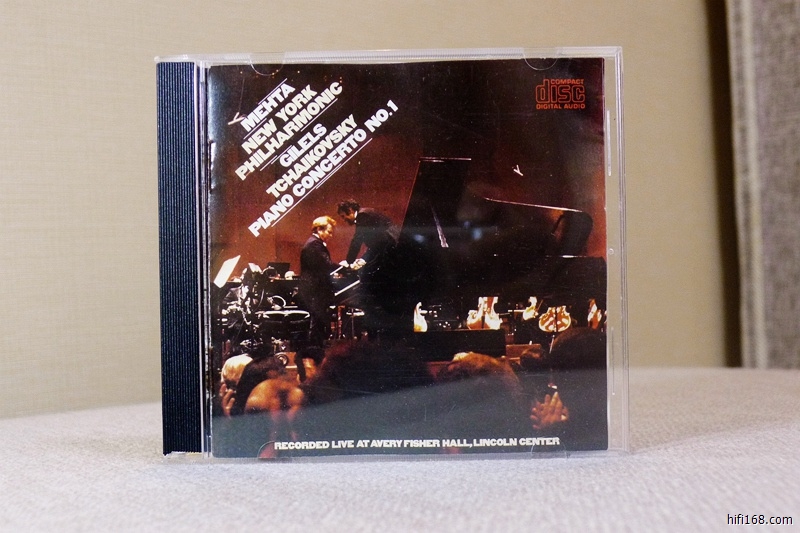 MEHTA
NEW YORK
PHILHARMONIC
GILELS
TCHAIKOVSKY
PIANO CONCERTO NO.1
COMPACT
disc
DIGITAL AUDIO
RECORDED LIVE AT AVERY FISHER HALL, LINCOLN CENTER
hifi168.com